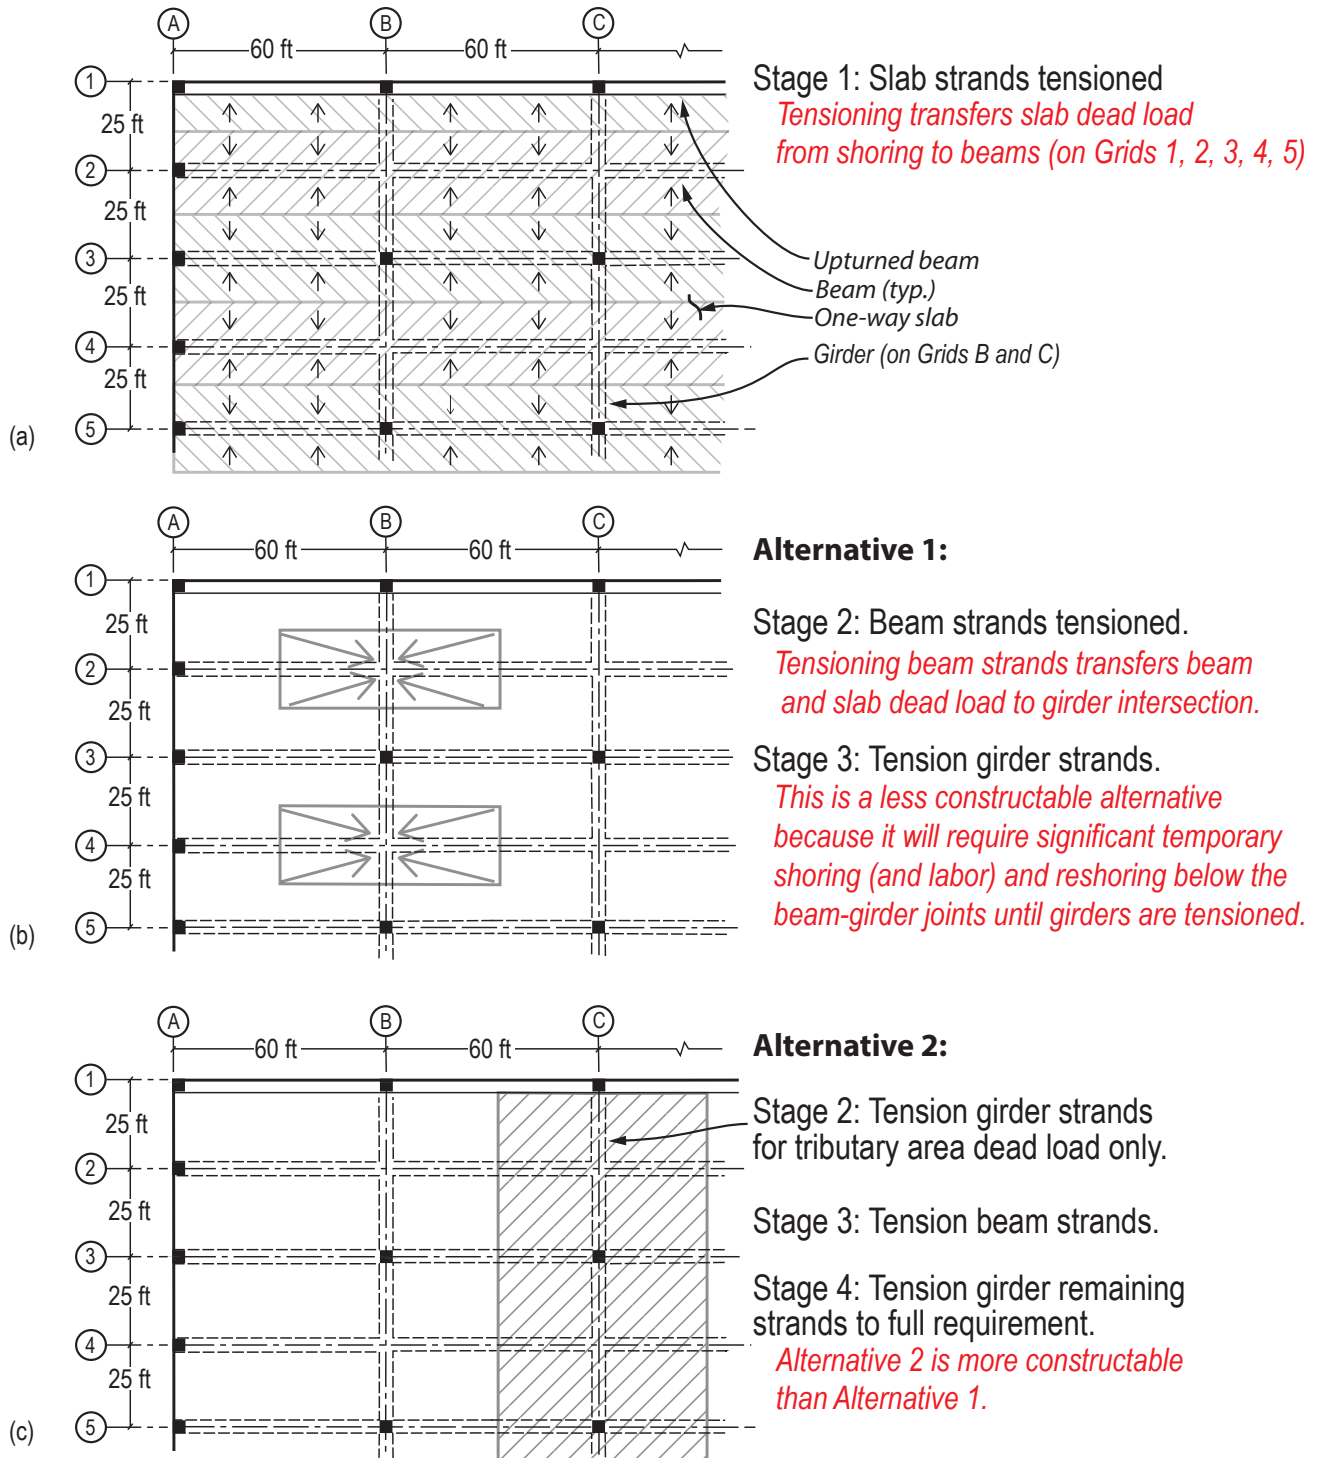 A
B
C
60 ft
60 ft
1
25 ft
2
25 ft
3
25 ft
4
25 ft
5
(a)
Stage 1: Slab strands tensioned
Tensioning transfers slab dead load
from shoring to beams (on Grids 1, 2, 3, 4, 5)
Upturned beam
Beam (typ.)
One-way slab
Girder (on Grids B and C)
A
B
C
60 ft
60 ft
1
25 ft
2
25 ft
3
25 ft
4
25 ft
5
(b)
Alternative 1:
Stage 2: Beam strands tensioned.
Tensioning beam strands transfers beam
and slab dead load to girder intersection.
Stage 3: Tension girder strands.
This is a less constructable alternative
because it will require significant temporary
shoring (and labor) and reshoring below the
beam-girder joints until girders are tensioned.
A
B
C
60 ft
60 ft
1
25 ft
2
25 ft
3
25 ft
4
25 ft
5
(c)
Alternative 2:
Stage 2: Tension girder strands
for tributary area dead load only.
Stage 3: Tension beam strands.
Stage 4: Tension girder remaining
strands to full requirement.
Alternative 2 is more constructable
than Alternative 1.